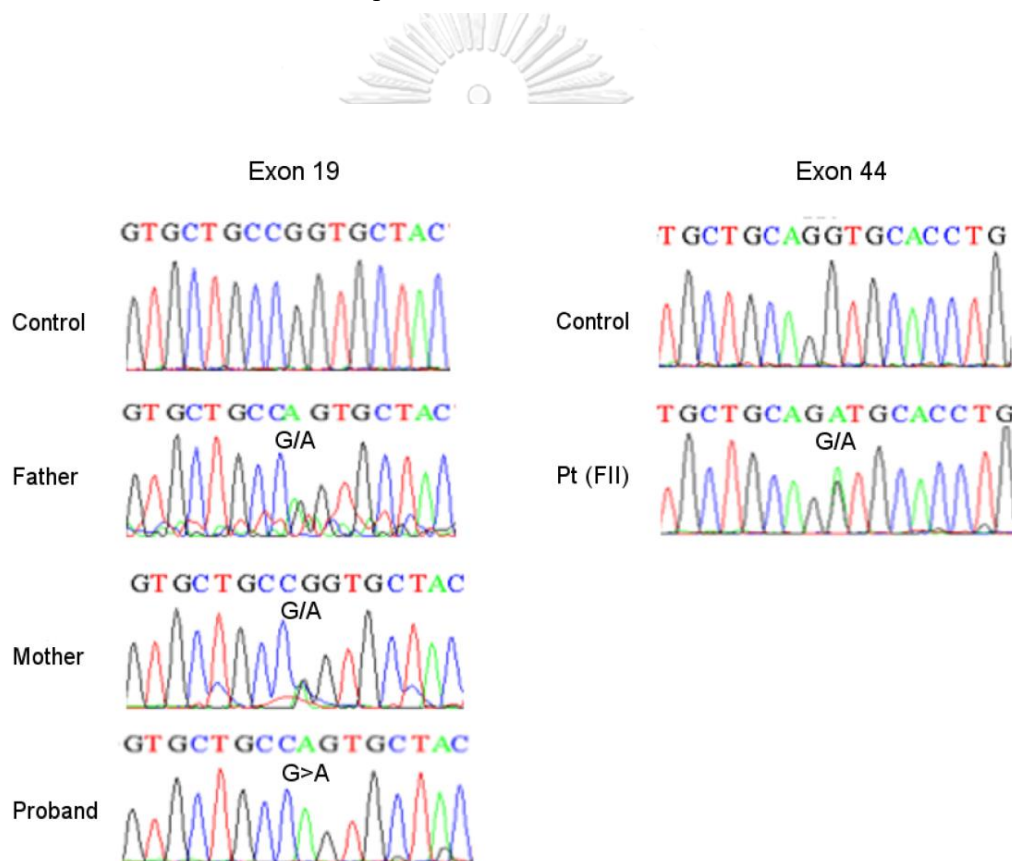 Exon 19
GTGCTGCCGGTGCTAC
Control
GTGCTGCCA GTGCTAC
G/A
Father
GTGCTGCCGGTGCTAC
G/A
Mother
GTGCTGCCAGTGCTAC
G>A
Proband
Exon 44
TGCTGCAGGTGCACCTG
Control
TGCTGCAGATGCACCTG
G/A
Pt (FII)